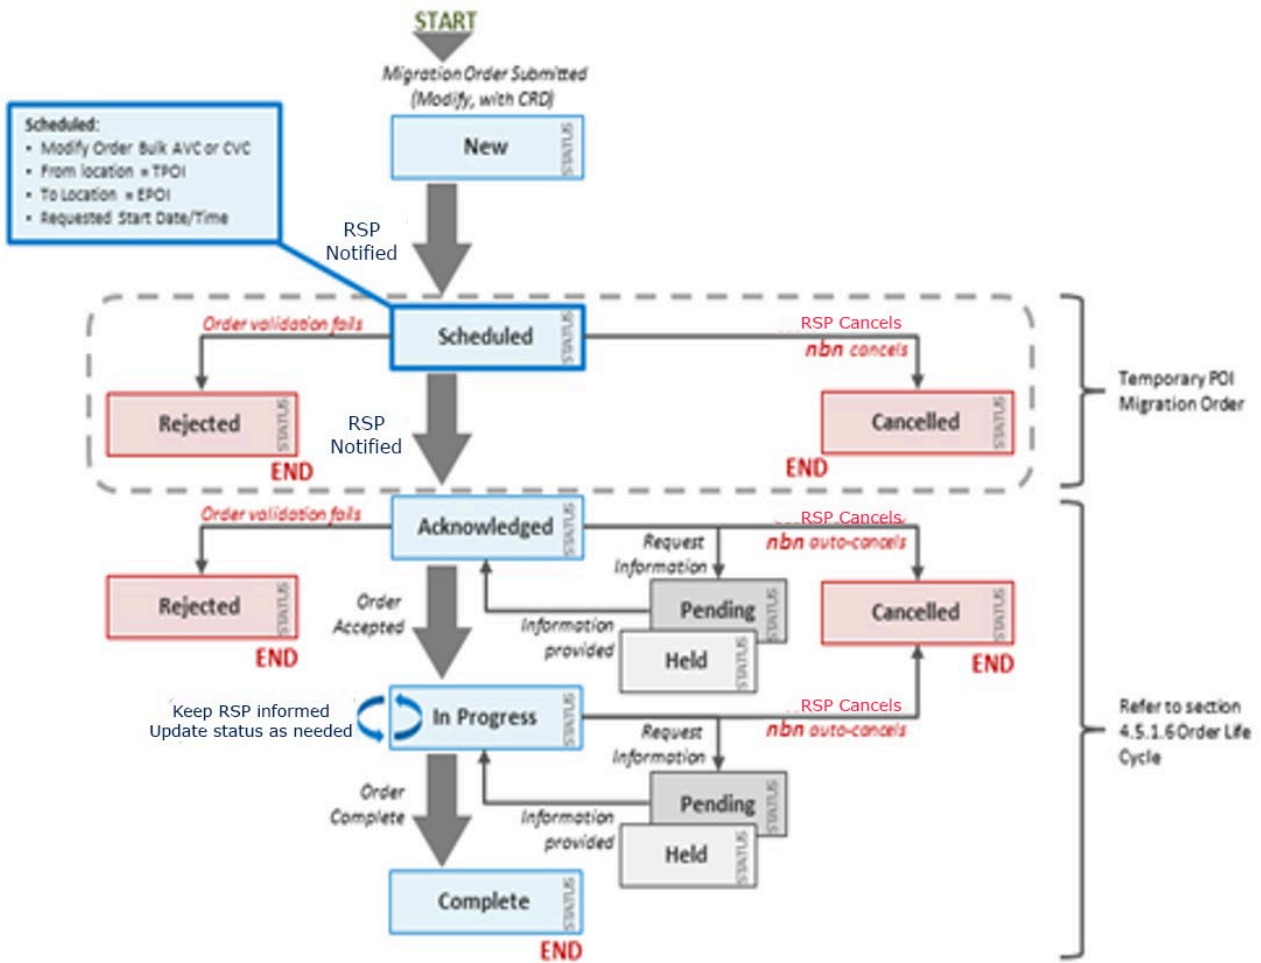 START
Migration Order Submitted
(Modify, with CRD)
New
STATUS
Scheduled:
• Modify Order Bulk AVC or CVC
• From location = TPOI
• To Location = EPOI
• Requested Start Date/Time
RSP
Notified
Order validation fails
Scheduled
STATUS
RSP Cancels
nbn cancels
Rejected
STATUS
END
RSP
Notified
Cancelled
STATUS
END
Temporary POI
Migration Order
Order validation fails
Acknowledged
STATUS
RSP Cancels
nbn auto-cancels
Request
Information
Rejected
STATUS
END
Order
Accepted
Information
provided
Pending
STATUS
Held
STATUS
Cancelled
STATUS
END
Keep RSP informed
Update status as needed
In Progress
STATUS
RSP Cancels
nbn auto-cancels
Request
Information
Refer to section
4.5.1.6 Order Life
Cycle
Order
Complete
Information
provided
Pending
STATUS
Held
STATUS
Complete
STATUS
END